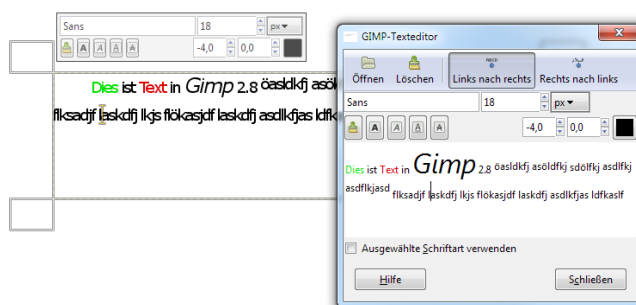 Sans 18 px
-4,0 0,0
Dies ist Text in Gimp 2.8 öasldkfj asöl
flksadjf laskdfj lkjs flökasjdf laskdfj asdlkfjas ldfk
GIMP-Texteditor
Öffnen Löschen Links nach rechts Rechts nach links
Sans 18 px
-4,0 0,0
Dies ist Text in Gimp 2.8 öasldkfj asöldfkj sdölfkj asdlfkj
asdflkjasd flksadjf laskdfj lkjs flökasjdf laskdfj asdlkfjas ldfkaslf
Ausgewählte Schriftart verwenden
Hilfe Schließen